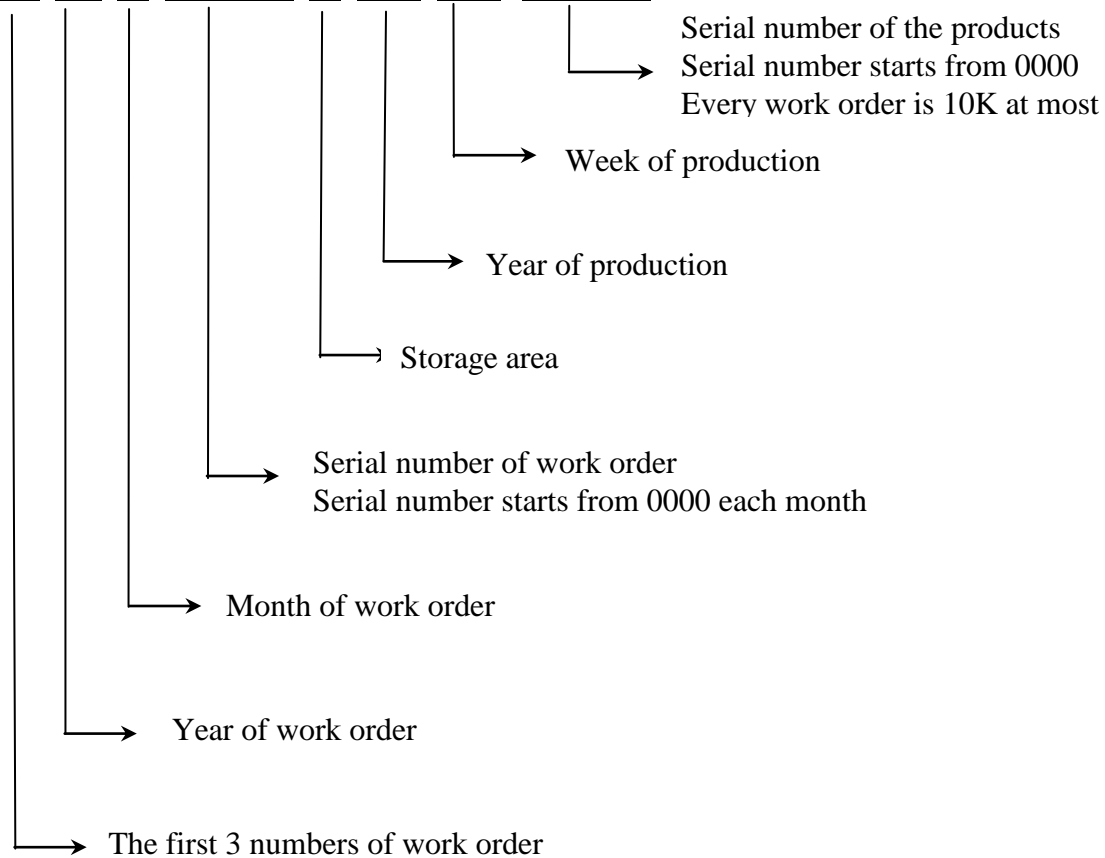 Serial number of the products
Serial number starts from 0000
Every work order is 10K at most
Week of production
Year of production
Storage area
Serial number of work order
Serial number starts from 0000 each month
Month of work order
Year of work order
The first 3 numbers of work order